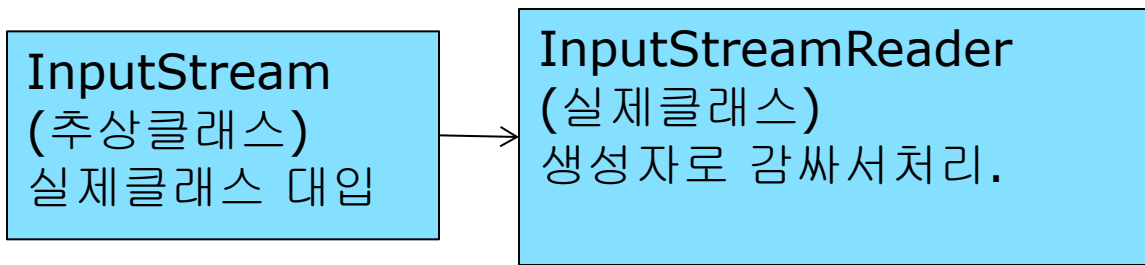 InputStream
(추상클래스)
실제클래스 대입
InputStreamReader
(실제클래스)
생성자로 감싸서처리.